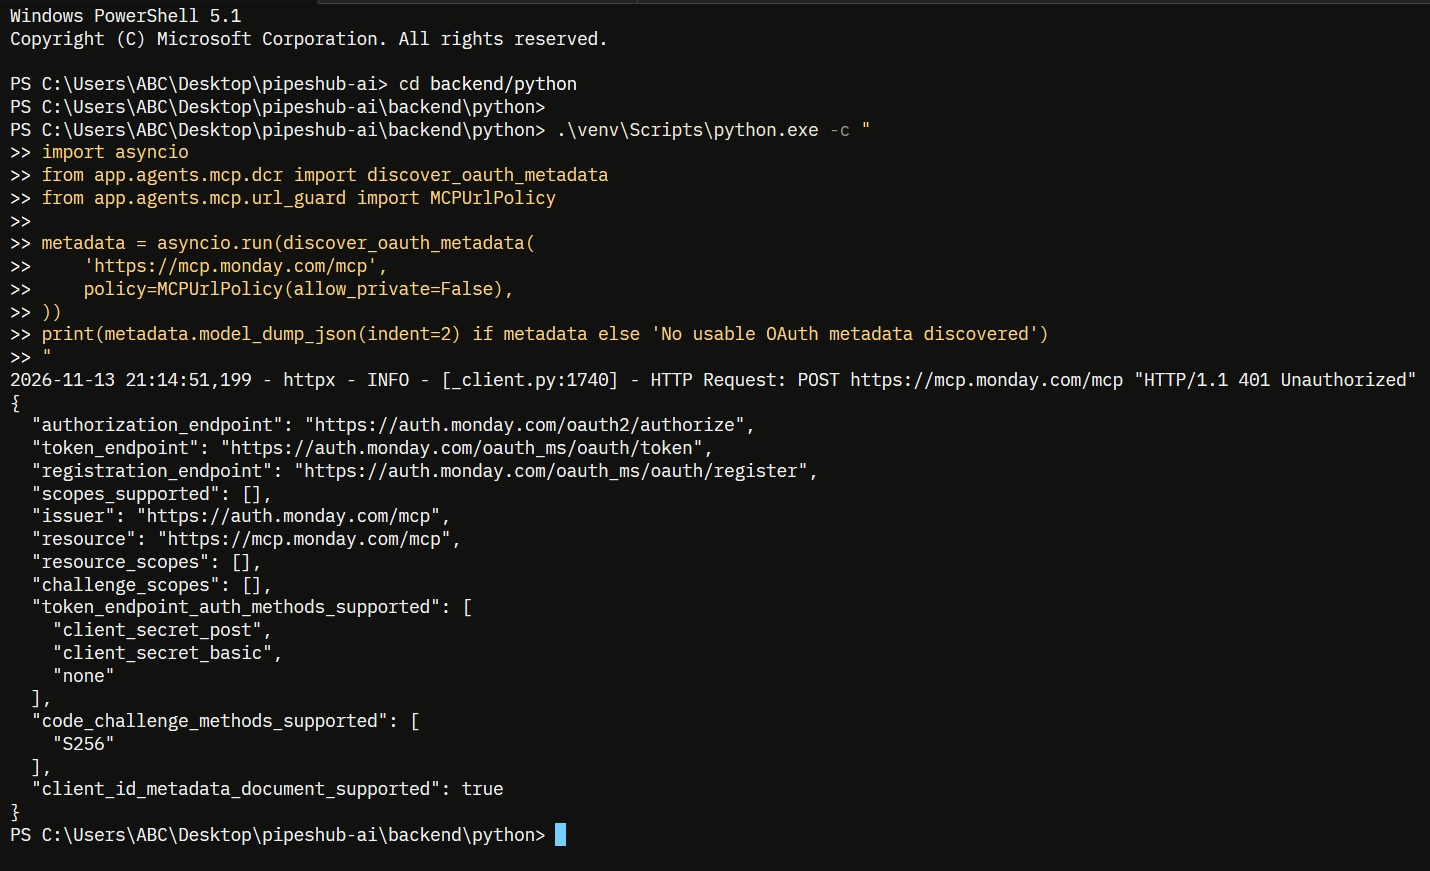 Windows PowerShell 5.1
Copyright (C) Microsoft Corporation. All rights reserved.
PS C:\Users\ABC\Desktop\pipeshub-ai> cd backend/python
PS C:\Users\ABC\Desktop\pipeshub-ai\backend\python>
PS C:\Users\ABC\Desktop\pipeshub-ai\backend\python> .\venv\Scripts\python.exe -c "
>> import asyncio
>> from app.agents.mcp.dcr import discover_oauth_metadata
>> from app.agents.mcp.url_guard import MCPUrlPolicy
>>
>> metadata = asyncio.run(discover_oauth_metadata(
>>     'https://mcp.monday.com/mcp',
>>     policy=MCPUrlPolicy(allow_private=False),
>> ))
>> print(metadata.model_dump_json(indent=2) if metadata else 'No usable OAuth metadata discovered')
>> "
2026-11-13 21:14:51,199 - httpx - INFO - [_client.py:1740] - HTTP Request: POST https://mcp.monday.com/mcp "HTTP/1.1 401 Unauthorized"
{
  "authorization_endpoint": "https://auth.monday.com/oauth2/authorize",
  "token_endpoint": "https://auth.monday.com/oauth_ms/oauth/token",
  "registration_endpoint": "https://auth.monday.com/oauth_ms/oauth/register",
  "scopes_supported": [],
  "issuer": "https://auth.monday.com/mcp",
  "resource": "https://mcp.monday.com/mcp",
  "resource_scopes": [],
  "challenge_scopes": [],
  "token_endpoint_auth_methods_supported": [
    "client_secret_post",
    "client_secret_basic",
    "none"
  ],
  "code_challenge_methods_supported": [
    "S256"
  ],
  "client_id_metadata_document_supported": true
}
PS C:\Users\ABC\Desktop\pipeshub-ai\backend\python>